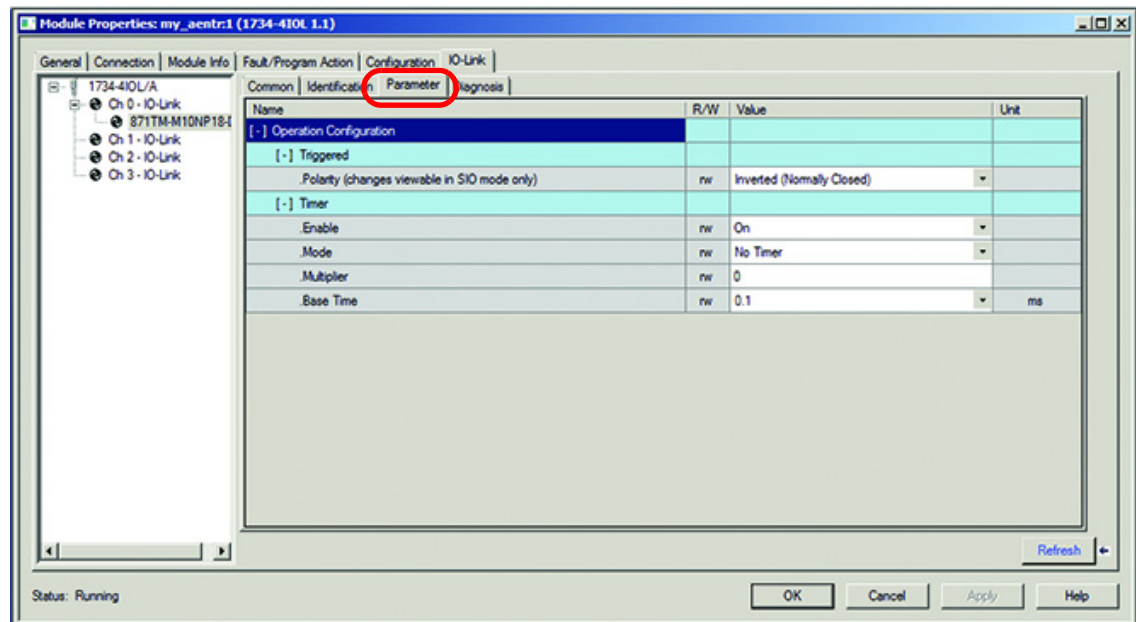 Module Properties: my_aentr:1 (1734-4IOL 1.1)
General Connection Module Info Fault/Program Action Configuration IO-Link
1734-4IOL/A
Ch 0 - IO-Link
871TM-M10NP18-
Ch 1 - IO-Link
Ch 2 - IO-Link
Ch 3 - IO-Link
Common Identification Parameter Diagnosis
Name R/W Value Unit
[-] Operation Configuration
[-] Triggered
.Polarity (changes viewable in SIO mode only) rw Inverted (Normally Closed)
[-] Timer
.Enable rw On
.Mode rw No Timer
.Multiplier rw 0
.Base Time rw 0.1 ms
Refresh
Status: Running
OK Cancel Apply Help